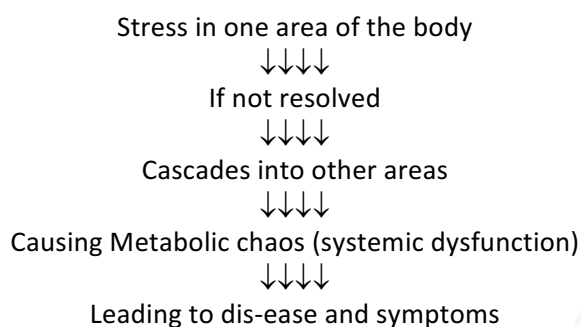 Stress in one area of the body
↓↓↓↓
If not resolved
↓↓↓↓
Cascades into other areas
↓↓↓↓
Causing Metabolic chaos (systemic dysfunction)
↓↓↓↓
Leading to dis-ease and symptoms